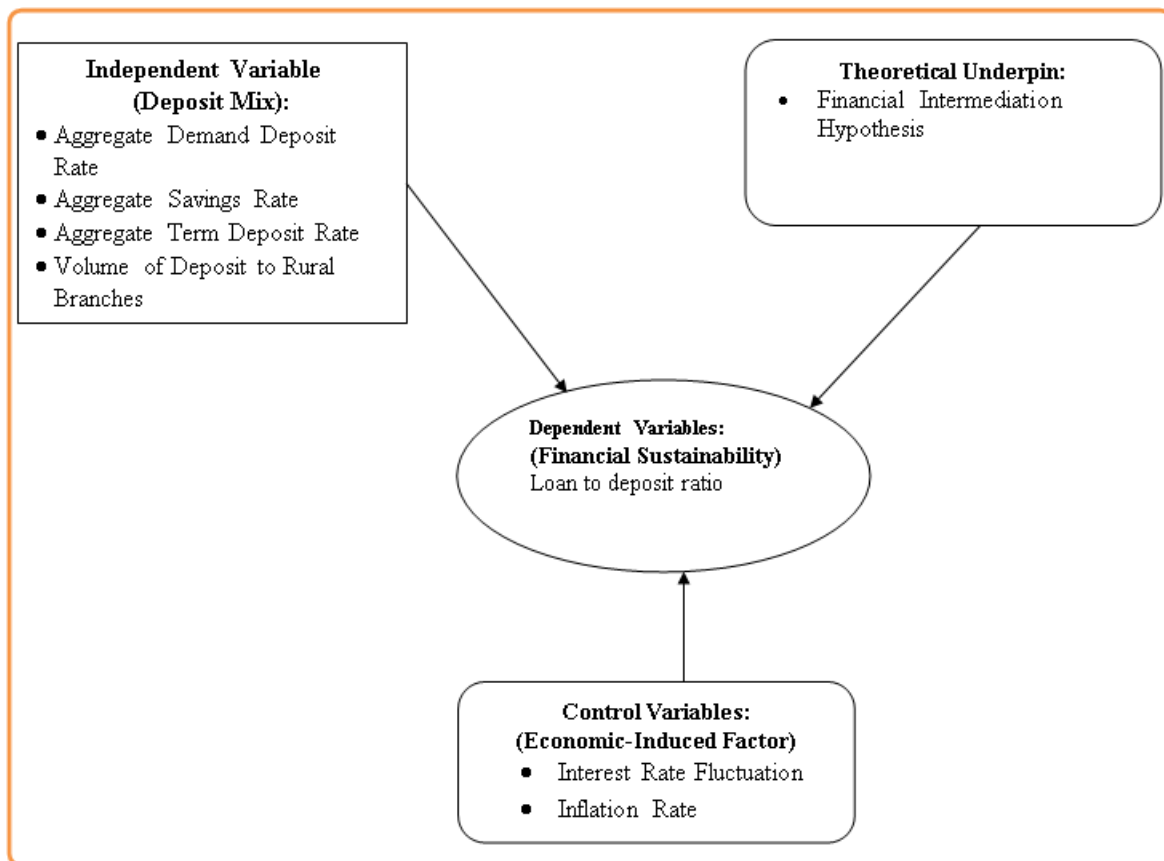 Independent Variable
(Deposit Mix):
• Aggregate Demand Deposit
Rate
• Aggregate Savings Rate
• Aggregate Term Deposit Rate
• Volume of Deposit to Rural
Branches
Theoretical Underpin:
• Financial Intermediation
Hypothesis
Dependent Variables:
(Financial Sustainability)
Loan to deposit ratio
Control Variables:
(Economic-Induced Factor)
• Interest Rate Fluctuation
• Inflation Rate